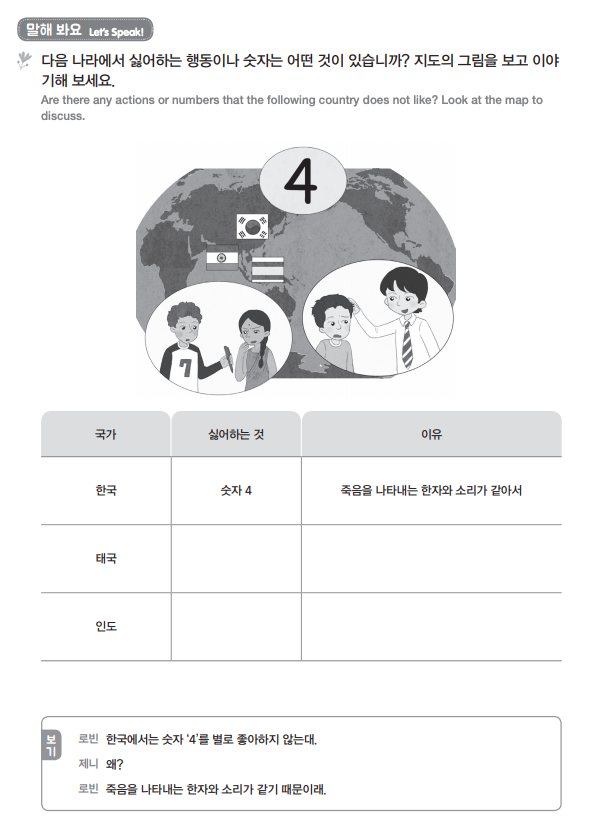 말해 봐요 Let's Speak!
다음 나라에서 싫어하는 행동이나 숫자는 어떤 것이 있습니까? 지도의 그림을 보고 이야
기해 보세요.
Are there any actions or numbers that the following country does not like? Look at the map to
discuss.
4
7
국가 싫어하는 것 이유
한국 숫자 4 죽음을 나타내는 한자와 소리가 같아서
태국
인도
보기
로빈 한국에서는 숫자 '4'를 별로 좋아하지 않는대.
제니 왜?
로빈 죽음을 나타내는 한자와 소리가 같기 때문이래.